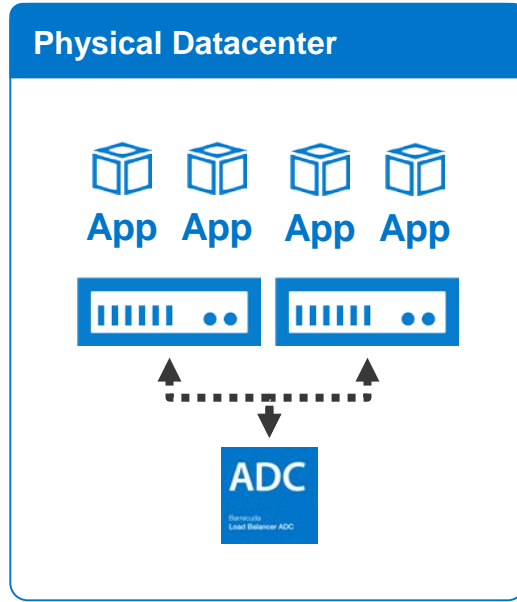 Physical Datacenter
App App App App
ADC
Barracuda
Load Balancer ADC